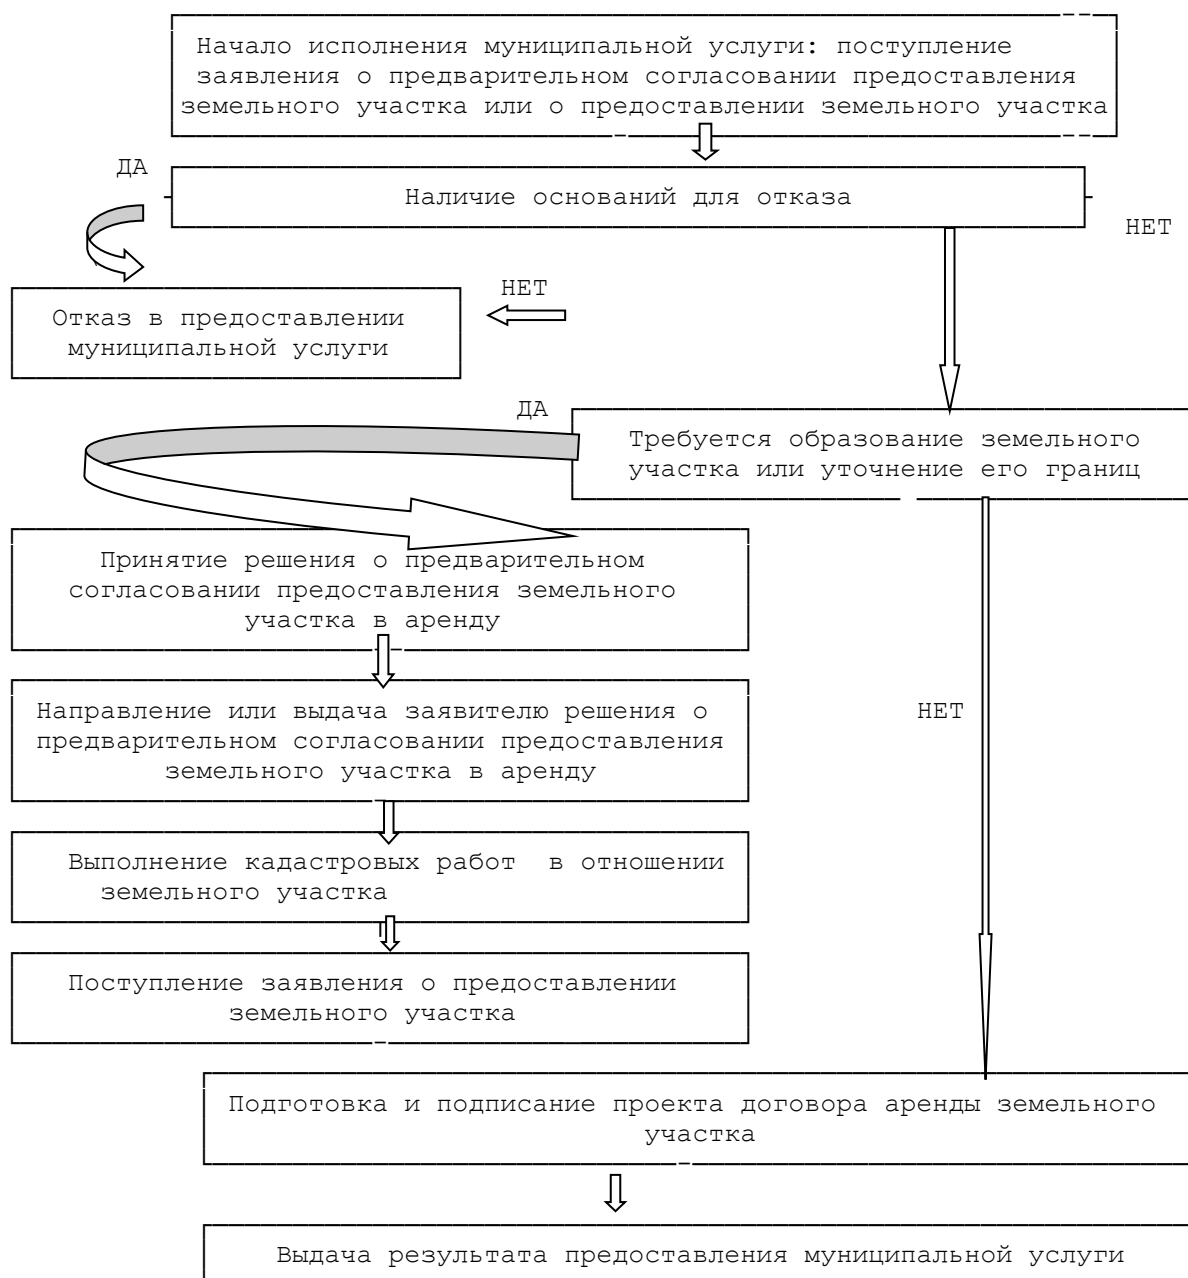 Начало исполнения муниципальной услуги: поступление
заявления о предварительном согласовании предоставления
земельного участка или о предоставлении земельного участка
ДА
Наличие оснований для отказа
НЕТ
НЕТ
Отказ в предоставлении
муниципальной услуги
ДА
Требуется образование земельного
участка или уточнение его границ
Принятие решения о предварительном
согласовании предоставления земельного
участка в аренду
Направление или выдача заявителю решения о
предварительном согласовании предоставления
земельного участка в аренду
НЕТ
Выполнение кадастровых работ в отношении
земельного участка
Поступление заявления о предоставлении
земельного участка
Подготовка и подписание проекта договора аренды земельного
участка
Выдача результата предоставления муниципальной услуги